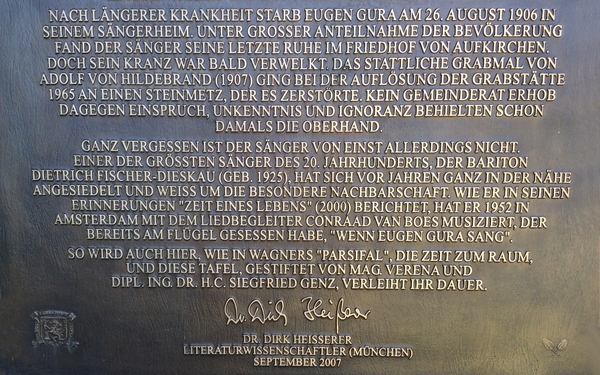 NACH LÄNGERER KRANKHEIT STARB EUGEN GURA AM 26. AUGUST 1906 IN
SEINEM SÄNGERHEIM. UNTER GROSSER ANTEILNAHME DER BEVÖLKERUNG
FAND DER SÄNGER SEINE LETZTE RUHE IM FRIEDHOF VON AUFKIRCHEN.
DOCH SEIN KRANZ WAR BALD VERWELKT. DAS STATTLICHE GRABMAL VON
ADOLF VON HILDEBRAND (1907) GING BEI DER AUFLÖSUNG DER GRABSTÄTTE
1965 AN EINEN STEINMETZ, DER ES ZERSTÖRTE. KEIN GEMEINDERAT ERHOB
DAGEGEN EINSPRUCH, UNKENNTNIS UND IGNORANZ BEHIELTEN SCHON
DAMALS DIE OBERHAND.
GANZ VERGESSEN IST DER SÄNGER VON EINST ALLERDINGS NICHT.
EINER DER GRÖSSTEN SÄNGER DES 20. JAHRHUNDERTS, DER BARITON
DIETRICH FISCHER-DIESKAU (GEB. 1925), HAT SICH VOR JAHREN GANZ IN DER NÄHE
ANGESIEDELT UND WEISS UM DIE BESONDERE NACHBARSCHAFT. WIE ER IN SEINEN
ERINNERUNGEN "ZEIT EINES LEBENS" (2000) BERICHTET, HAT ER 1952 IN
AMSTERDAM MIT DEM LIEDBEGLEITER CONRAAD VAN BOES MUSIZIERT, DER
BEREITS AM FLÜGEL GESESSEN HABE, "WENN EUGEN GURA SANG".
SO WIRD AUCH HIER, WIE IN WAGNERS "PARSIFAL", DIE ZEIT ZUM RAUM,
UND DIESE TAFEL, GESTIFTET VON MAG. VERENA UND
DIPL. ING. DR. H.C. SIEGFRIED GENZ, VERLEIHT IHR DAUER.
Dr. Dirk Heißerer
DR. DIRK HEISSERER
LITERATURWISSENSCHAFTLER (MÜNCHEN)
SEPTEMBER 2007